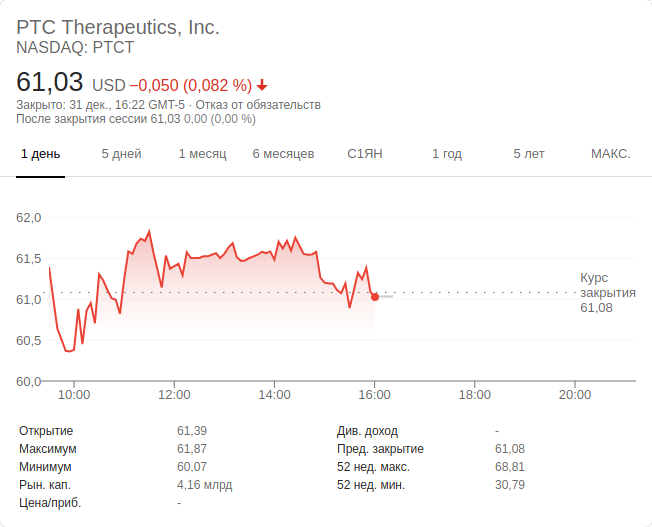 PTC Therapeutics, Inc.
NASDAQ: PTCT
61,03 USD −0,050 (0,082 %)
Закрыто: 31 дек., 16:22 GMT-5 · Отказ от обязательств
После закрытия сессии 61,03 0,00 (0,00 %)
1 день 5 дней 1 месяц 6 месяцев С1ЯН 1 год 5 лет МАКС.
62,0
61,5
61,0
60,5
60,0
Курс
закрытия
61,08
10:00 12:00 14:00 16:00 18:00 20:00
Открытие 61,39 Див. доход -
Максимум 61,87 Пред. закрытие 61,08
Минимум 60,07 52 нед. макс. 68,81
Рын. кап. 4,16 млрд 52 нед. мин. 30,79
Цена/приб. -